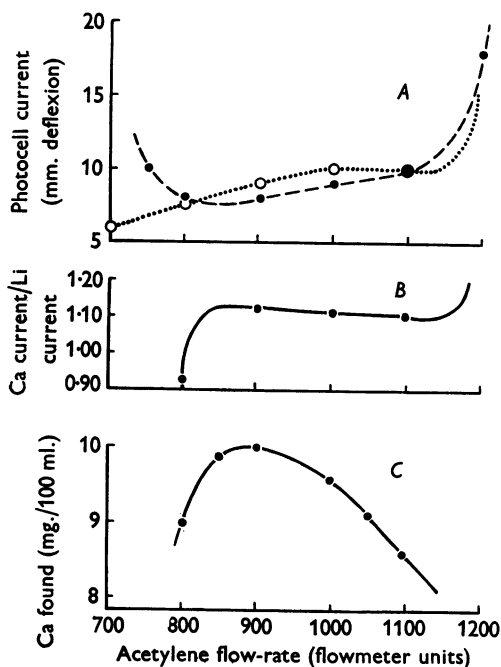 20
15
10
5
Photocell current
(mm. deflexion)
A
1·20
1·10
1·00
0·90
Ca current/Li
current
B
10
9
8
Ca found (mg./100 ml.)
C
700 800 900 1000 1100 1200
Acetylene flow-rate (flowmeter units)